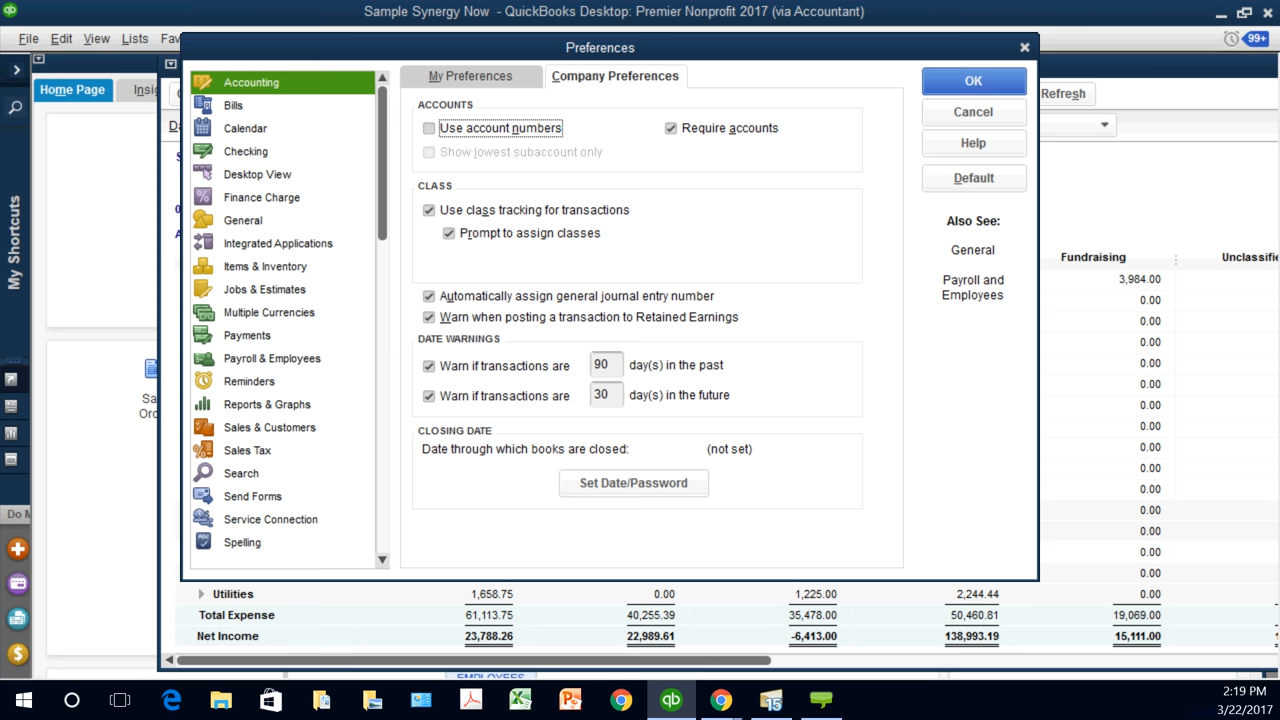 Sample Synergy Now - QuickBooks Desktop: Premier Nonprofit 2017 (via Accountant)
File Edit View Lists Fav
99+
Preferences
Home Page
Insig
My Shortcuts
Do M
Accounting
Bills
Calendar
Checking
Desktop View
Finance Charge
General
Integrated Applications
Items & Inventory
Jobs & Estimates
Multiple Currencies
Payments
Payroll & Employees
Reminders
Reports & Graphs
Sales & Customers
Sales Tax
Search
Send Forms
Service Connection
Spelling
My Preferences
Company Preferences
ACCOUNTS
Use account numbers
Require accounts
Show lowest subaccount only
CLASS
Use class tracking for transactions
Prompt to assign classes
Automatically assign general journal entry number
Warn when posting a transaction to Retained Earnings
DATE WARNINGS
Warn if transactions are 90 day(s) in the past
Warn if transactions are 30 day(s) in the future
CLOSING DATE
Date through which books are closed: (not set)
Set Date/Password
OK
Cancel
Help
Default
Also See:
General
Payroll and
Employees
Refresh
Fundraising Unclassifie
3,984.00
0.00
0.00
0.00
0.00
0.00
0.00
0.00
0.00
0.00
0.00
0.00
0.00
0.00
0.00
Utilities 1,658.75 0.00 1,225.00 2,244.44 0.00
Total Expense 61,113.75 40,255.39 35,478.00 50,460.81 19,069.00
Net Income 23,788.26 22,989.61 -6,413.00 138,993.19 15,111.00
EMPLOYEES
15
2:19 PM
3/22/2017